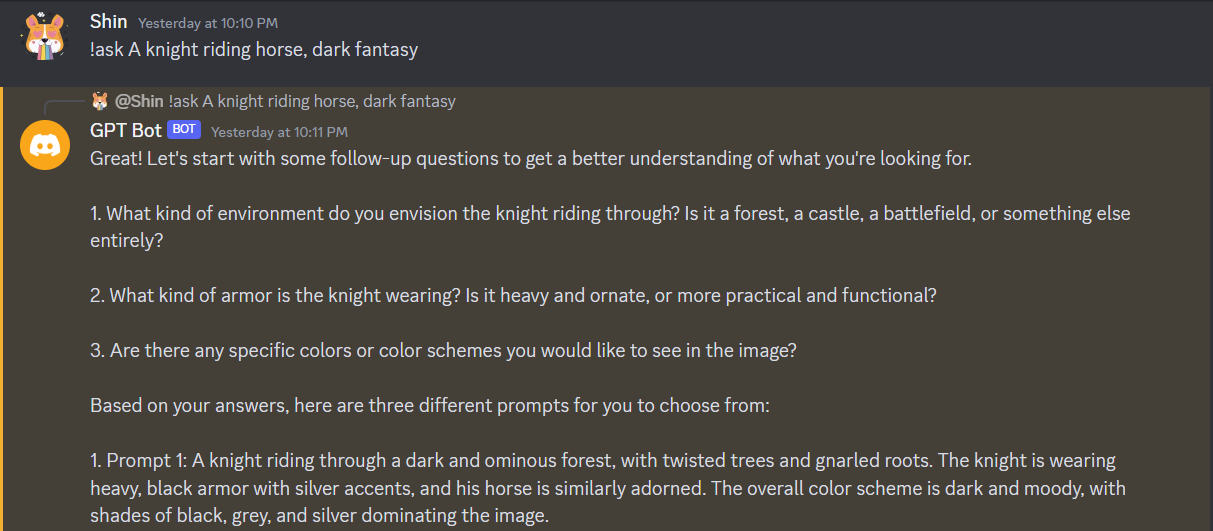 Shin Yesterday at 10:10 PM
!ask A knight riding horse, dark fantasy
@Shin !ask A knight riding horse, dark fantasy
GPT Bot BOT Yesterday at 10:11 PM
Great! Let's start with some follow-up questions to get a better understanding of what you're looking for.
1. What kind of environment do you envision the knight riding through? Is it a forest, a castle, a battlefield, or something else
entirely?
2. What kind of armor is the knight wearing? Is it heavy and ornate, or more practical and functional?
3. Are there any specific colors or color schemes you would like to see in the image?
Based on your answers, here are three different prompts for you to choose from:
1. Prompt 1: A knight riding through a dark and ominous forest, with twisted trees and gnarled roots. The knight is wearing
heavy, black armor with silver accents, and his horse is similarly adorned. The overall color scheme is dark and moody, with
shades of black, grey, and silver dominating the image.